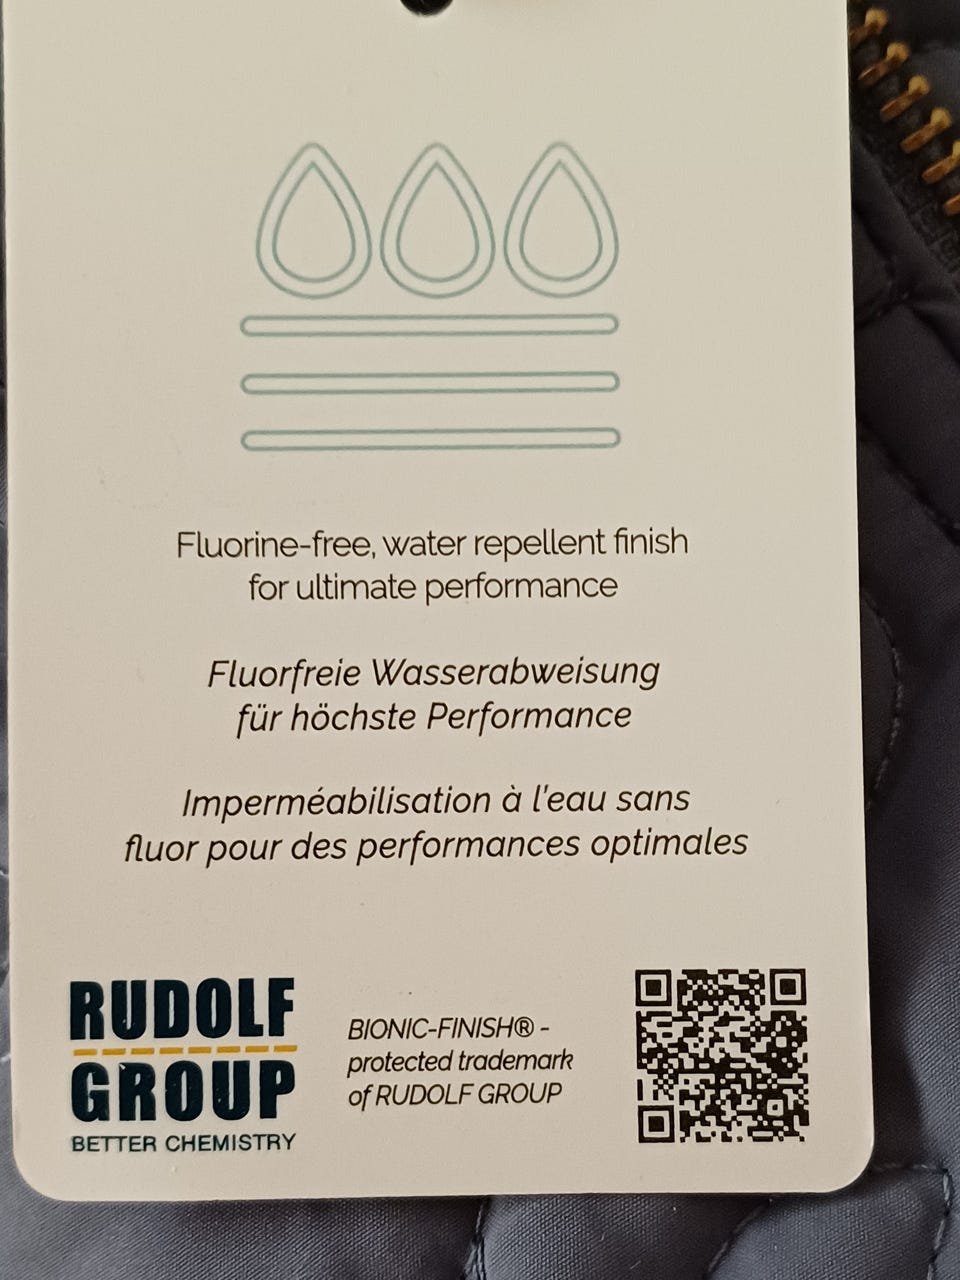 Fluorine-free, water repellent finish
for ultimate performance
Fluorfreie Wasserabweisung
für höchste Performance
Imperméabilisation à l'eau sans
fluor pour des performances optimales
RUDOLF
GROUP
BETTER CHEMISTRY
BIONIC-FINISH® -
protected trademark
of RUDOLF GROUP